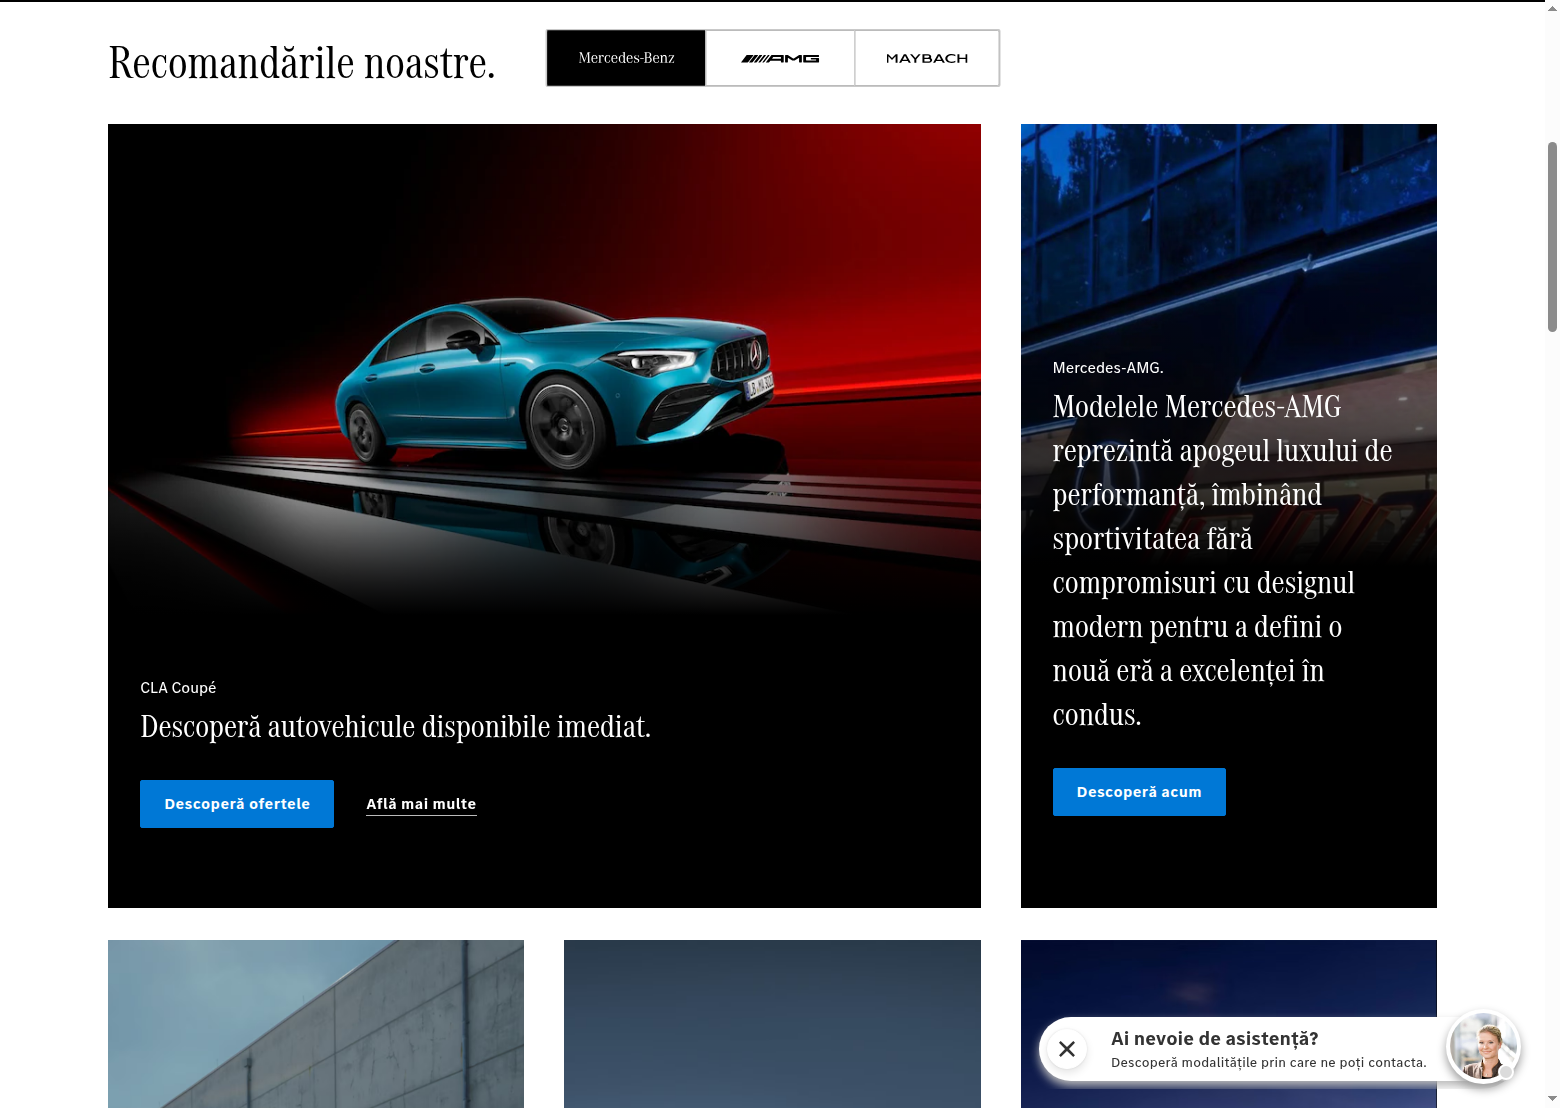 Recomandările noastre.
Mercedes-Benz
AMG
MAYBACH
CLA Coupé
Descoperă autovehicule disponibile imediat.
Descoperă ofertele
Află mai multe
Mercedes-AMG.
Modelele Mercedes-AMG
reprezintă apogeul luxului de
performanță, îmbinând
sportivitatea fără
compromisuri cu designul
modern pentru a defini o
nouă eră a excelenței în
condus.
Descoperă acum
Ai nevoie de asistență?
Descoperă modalitățile prin care ne poți contacta.